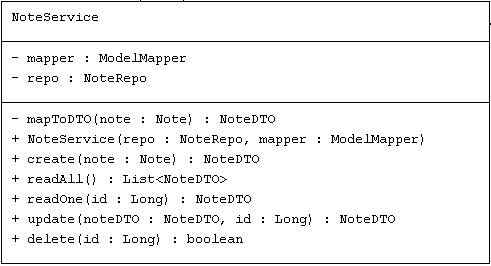 NoteService
- mapper : ModelMapper
- repo : NoteRepo
- mapToDTO(note : Note) : NoteDTO
+ NoteService(repo : NoteRepo, mapper : ModelMapper)
+ create(note : Note) : NoteDTO
+ readAll() : List<NoteDTO>
+ readOne(id : Long) : NoteDTO
+ update(noteDTO : NoteDTO, id : Long) : NoteDTO
+ delete(id : Long) : boolean